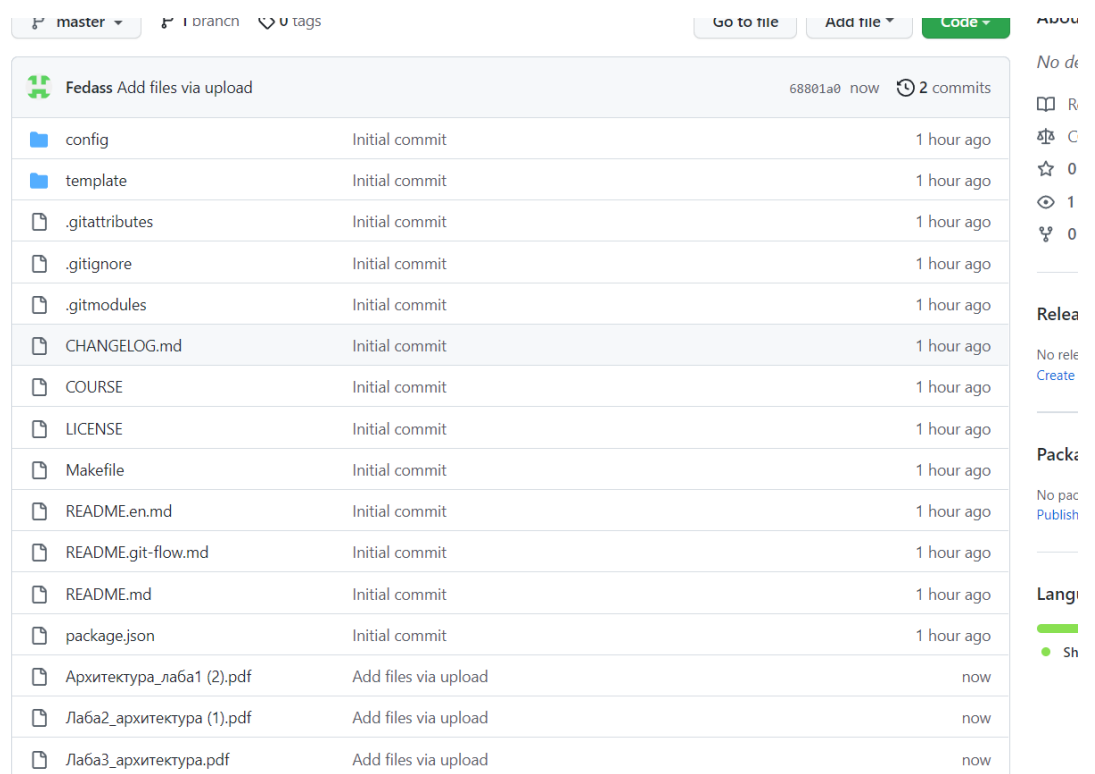 master 1 branch 0 tags Go to file Add file Code
Fedass Add files via upload 68801a0 now 2 commits
config Initial commit 1 hour ago
template Initial commit 1 hour ago
.gitattributes Initial commit 1 hour ago
.gitignore Initial commit 1 hour ago
.gitmodules Initial commit 1 hour ago
CHANGELOG.md Initial commit 1 hour ago
COURSE Initial commit 1 hour ago
LICENSE Initial commit 1 hour ago
Makefile Initial commit 1 hour ago
README.en.md Initial commit 1 hour ago
README.git-flow.md Initial commit 1 hour ago
README.md Initial commit 1 hour ago
package.json Initial commit 1 hour ago
Архитектура_лаба1 (2).pdf Add files via upload now
Лаба2_архитектура (1).pdf Add files via upload now
Лаба3_архитектура.pdf Add files via upload now
No de
0
1
0
Relea
No rele
Create
Packa
No pac
Publish
Langu
Sh